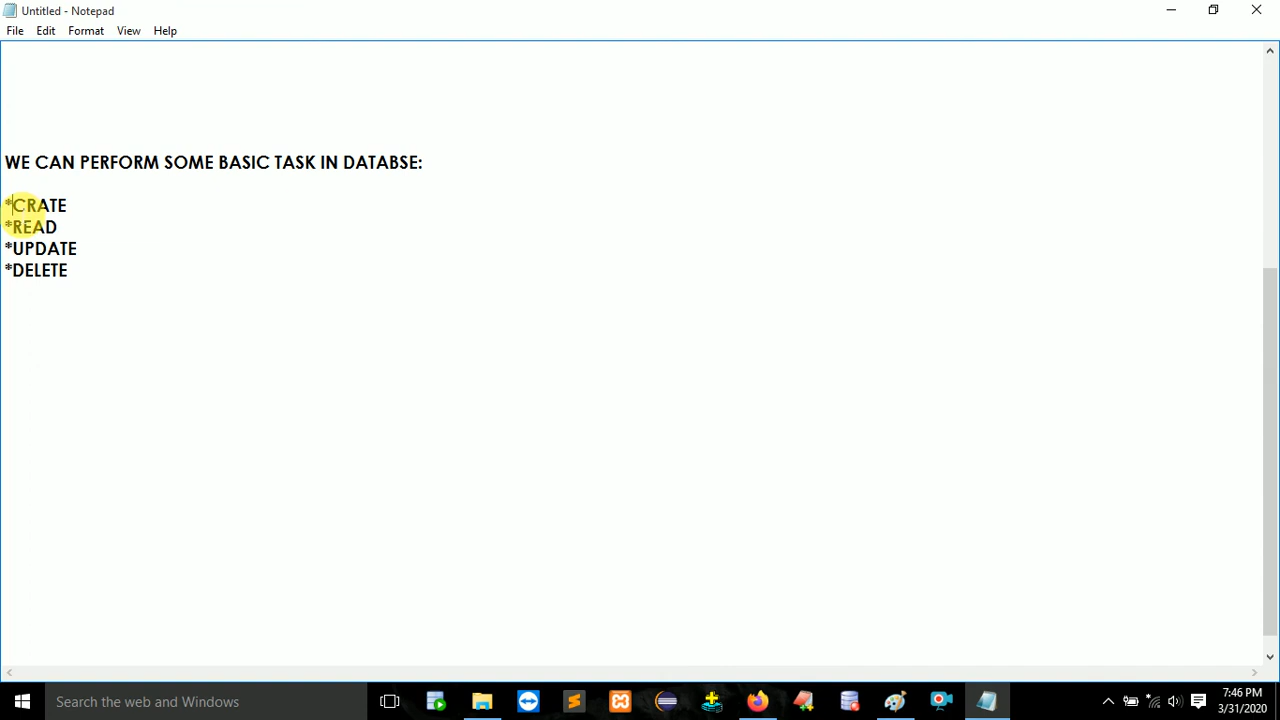 Untitled - Notepad
File Edit Format View Help
WE CAN PERFORM SOME BASIC TASK IN DATABSE:
*CRATE
*READ
*UPDATE
*DELETE
Search the web and Windows
7:46 PM
3/31/2020